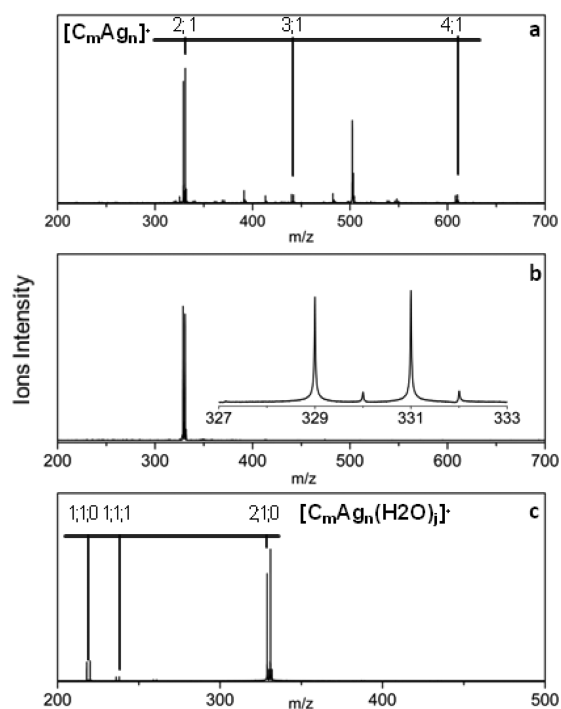 [CmAgn]+ 2;1 3;1 4;1 a
200 300 400 500 600 700
m/z
Ions Intensity
b
327 329 331 333
200 300 400 500 600 700
m/z
1;1;0 1;1;1 2;1;0 [CmAgn(H2O)j]+ c
200 300 400 500
m/z